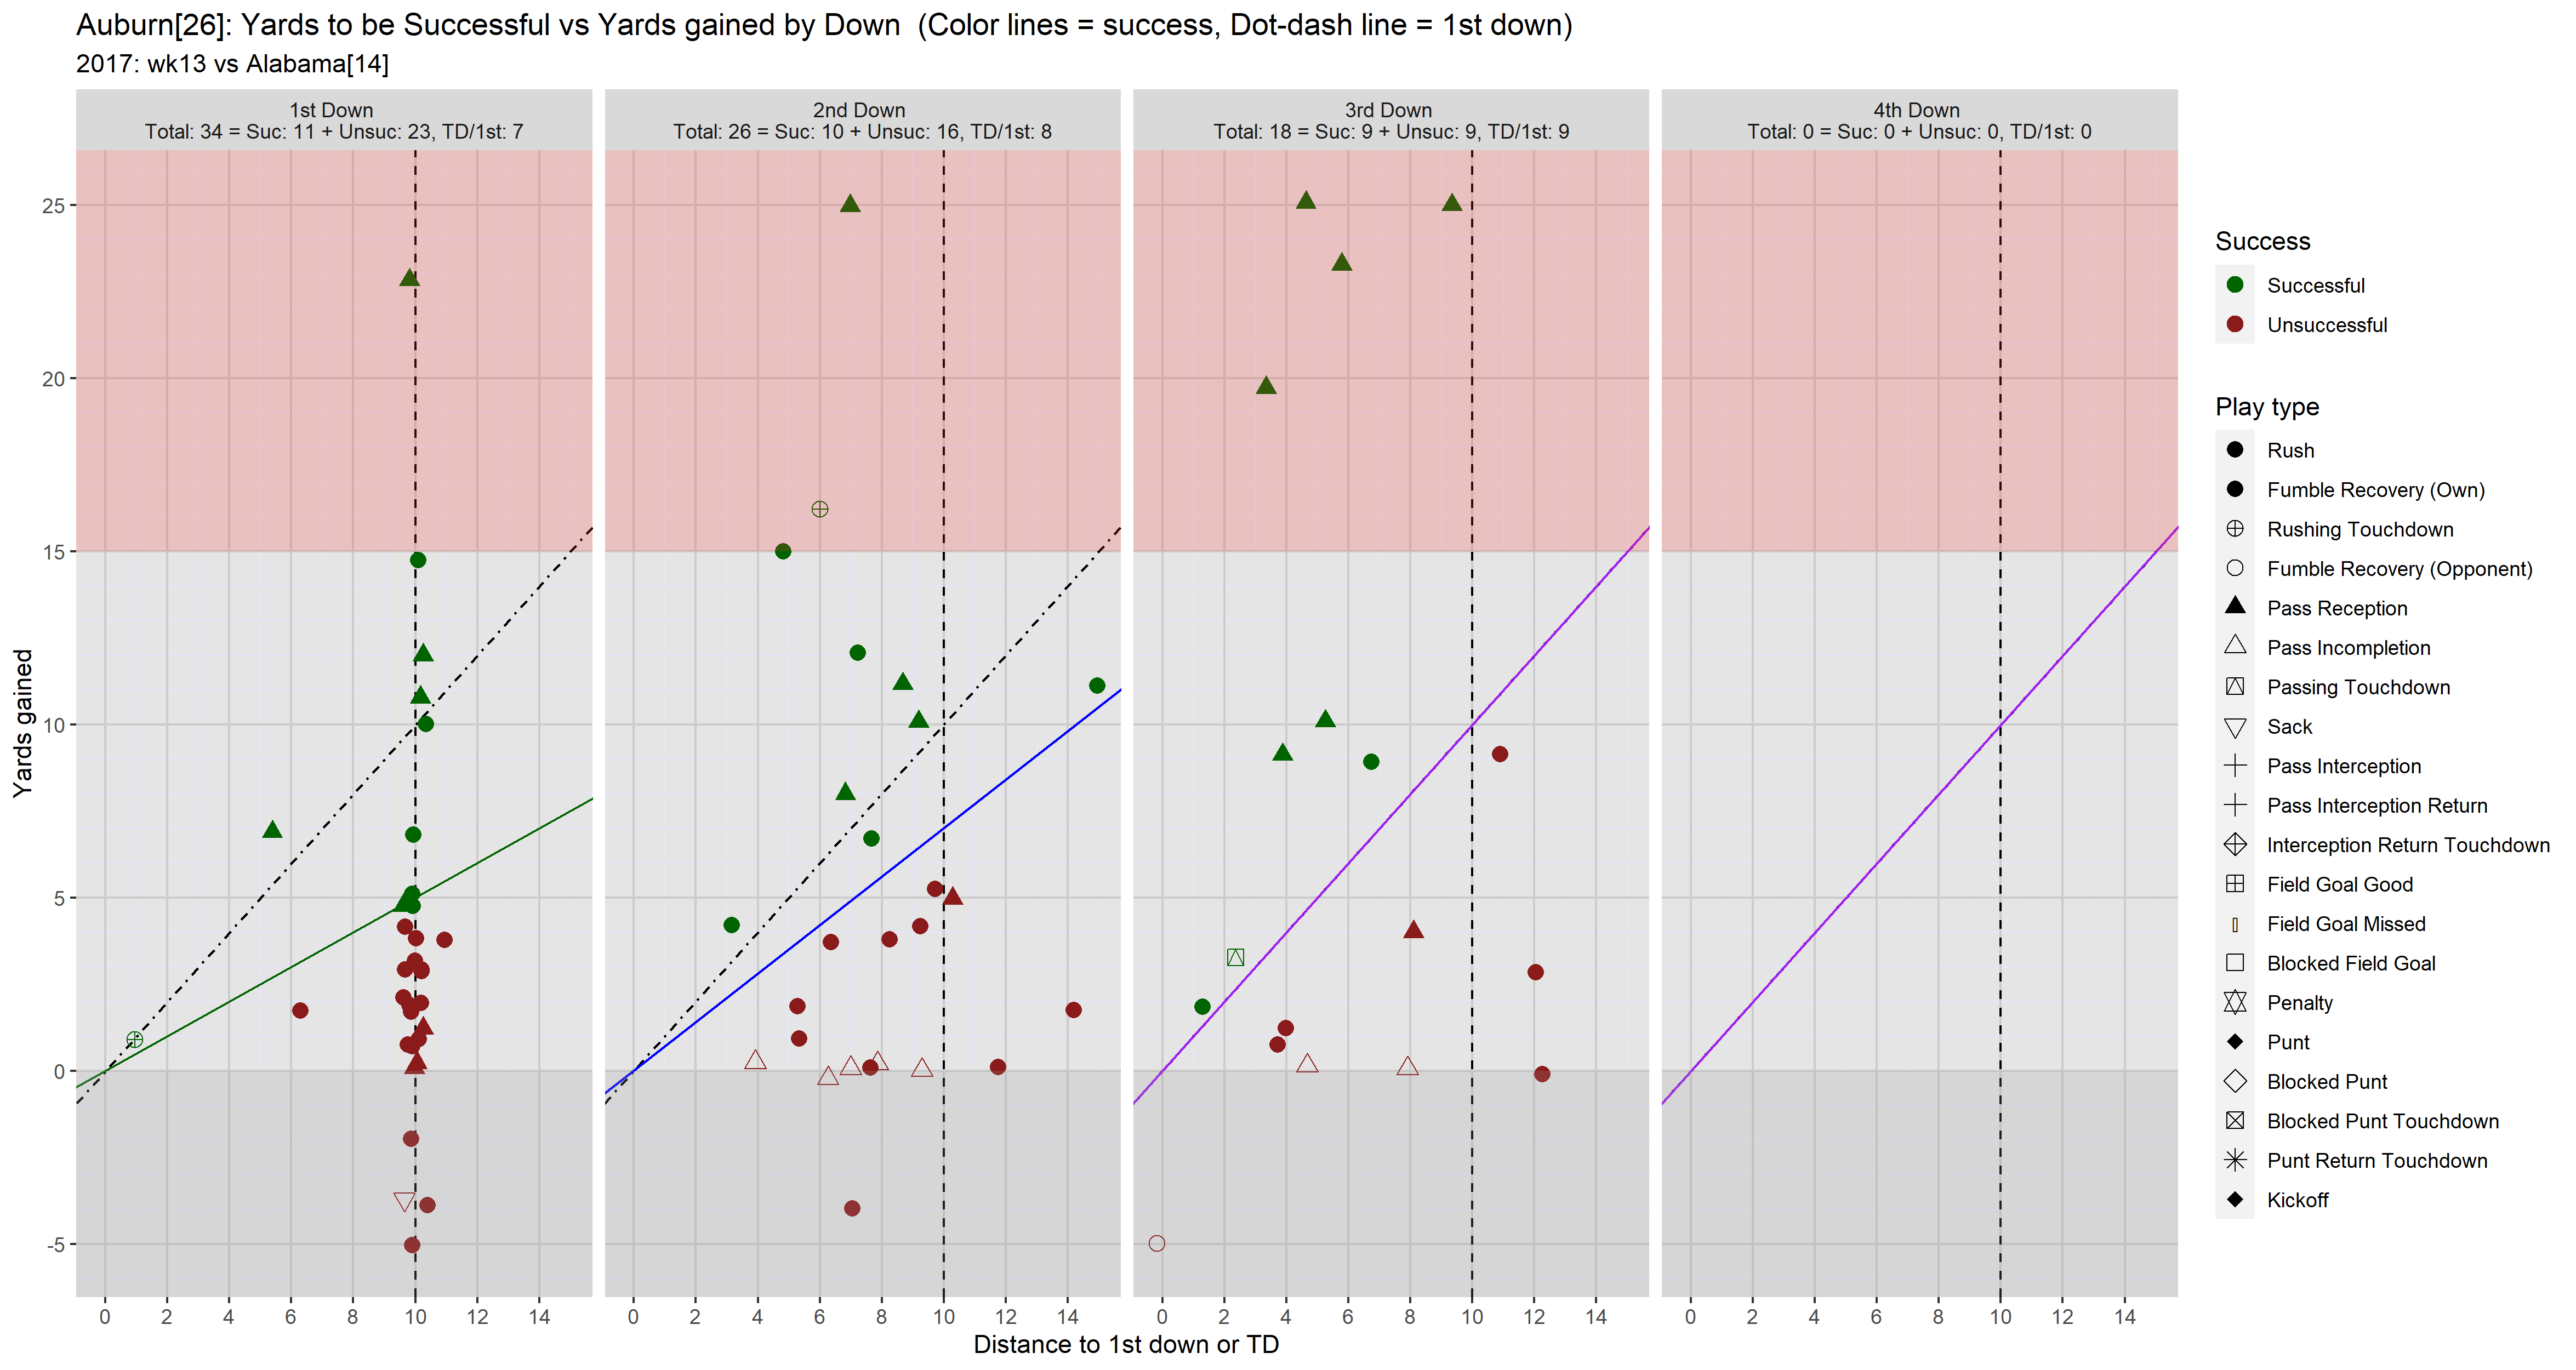 Auburn[26]: Yards to be Successful vs Yards gained by Down  (Color lines = success, Dot-dash line = 1st down)
2017: wk13 vs Alabama[14]
1st Down
Total: 34 = Suc: 11 + Unsuc: 23, TD/1st: 7
2nd Down
Total: 26 = Suc: 10 + Unsuc: 16, TD/1st: 8
3rd Down
Total: 18 = Suc: 9 + Unsuc: 9, TD/1st: 9
4th Down
Total: 0 = Suc: 0 + Unsuc: 0, TD/1st: 0
Yards gained
25
20
15
10
5
0
-5
0 2 4 6 8 10 12 14
0 2 4 6 8 10 12 14
0 2 4 6 8 10 12 14
0 2 4 6 8 10 12 14
Distance to 1st down or TD
Success
Successful
Unsuccessful
Play type
Rush
Fumble Recovery (Own)
Rushing Touchdown
Fumble Recovery (Opponent)
Pass Reception
Pass Incompletion
Passing Touchdown
Sack
Pass Interception
Pass Interception Return
Interception Return Touchdown
Field Goal Good
Field Goal Missed
Blocked Field Goal
Penalty
Punt
Blocked Punt
Blocked Punt Touchdown
Punt Return Touchdown
Kickoff